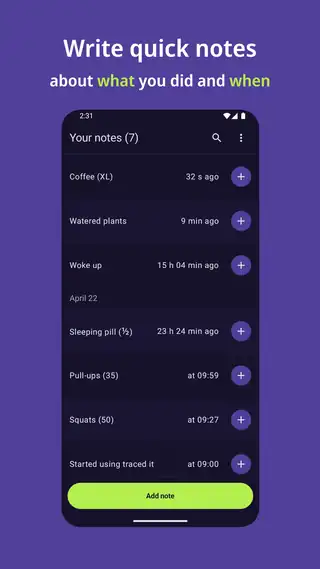 Write quick notes
about what you did and when
2:31
Your notes (7)
Coffee (XL) 32 s ago
Watered plants 9 min ago
Woke up 15 h 04 min ago
April 22
Sleeping pill (½) 23 h 24 min ago
Pull-ups (35) at 09:59
Squats (50) at 09:27
Started using traced it at 09:00
Add note